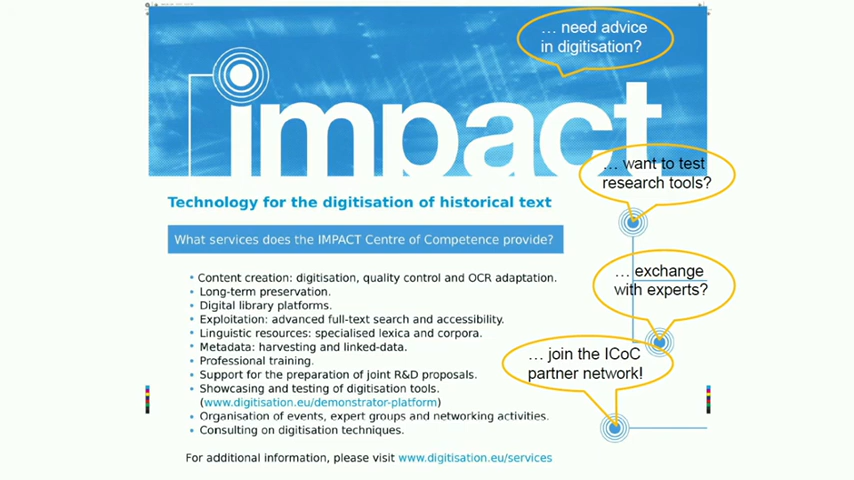 … need advice
in digitisation?
impact
… want to test
research tools?
Technology for the digitisation of historical text
What services does the IMPACT Centre of Competence provide?
… exchange
with experts?
• Content creation: digitisation, quality control and OCR adaptation.
• Long-term preservation.
• Digital library platforms.
• Exploitation: advanced full-text search and accessibility.
• Linguistic resources: specialised lexica and corpora.
• Metadata: harvesting and linked-data.
• Professional training.
• Support for the preparation of joint R&D proposals.
• Showcasing and testing of digitisation tools.
(www.digitisation.eu/demonstrator-platform)
• Organisation of events, expert groups and networking activities.
• Consulting on digitisation techniques.
… join the ICoC
partner network!
For additional information, please visit www.digitisation.eu/services